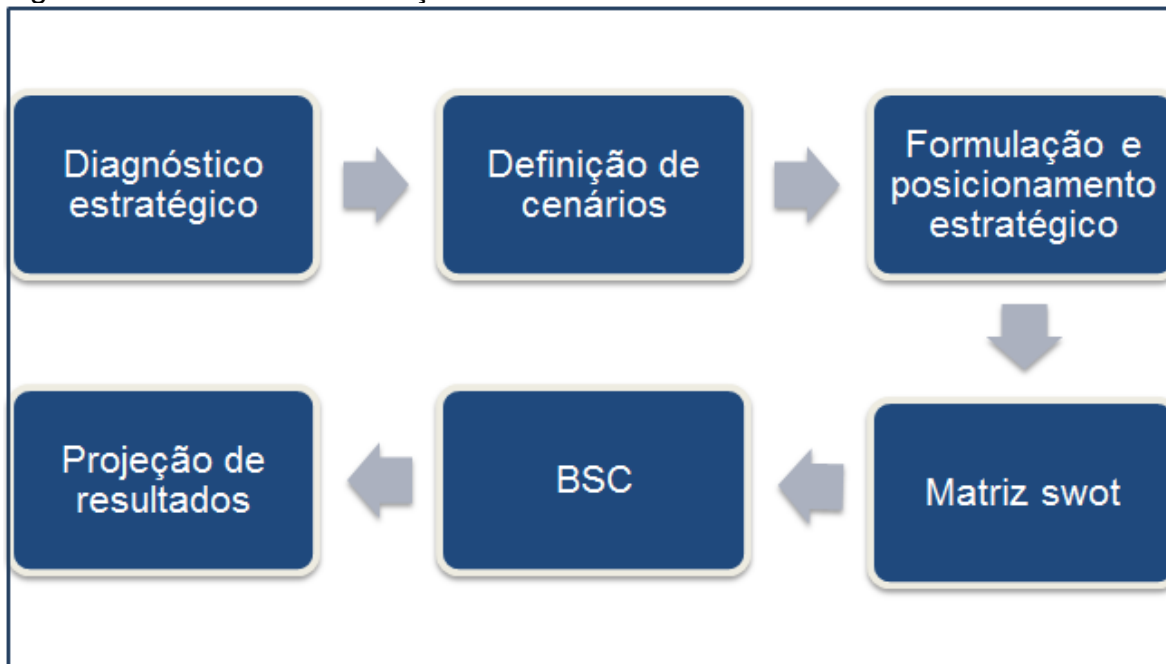 Diagnóstico
estratégico
Definição de
cenários
Formulação e
posicionamento
estratégico
Matriz swot
BSC
Projeção de
resultados